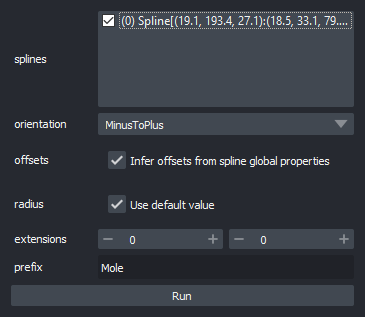 splines
(0) Spline[(19.1, 193.4, 27.1):(18.5, 33.1, 79....
orientation
MinusToPlus
offsets
Infer offsets from spline global properties
radius
Use default value
extensions
0
0
prefix
Mole
Run